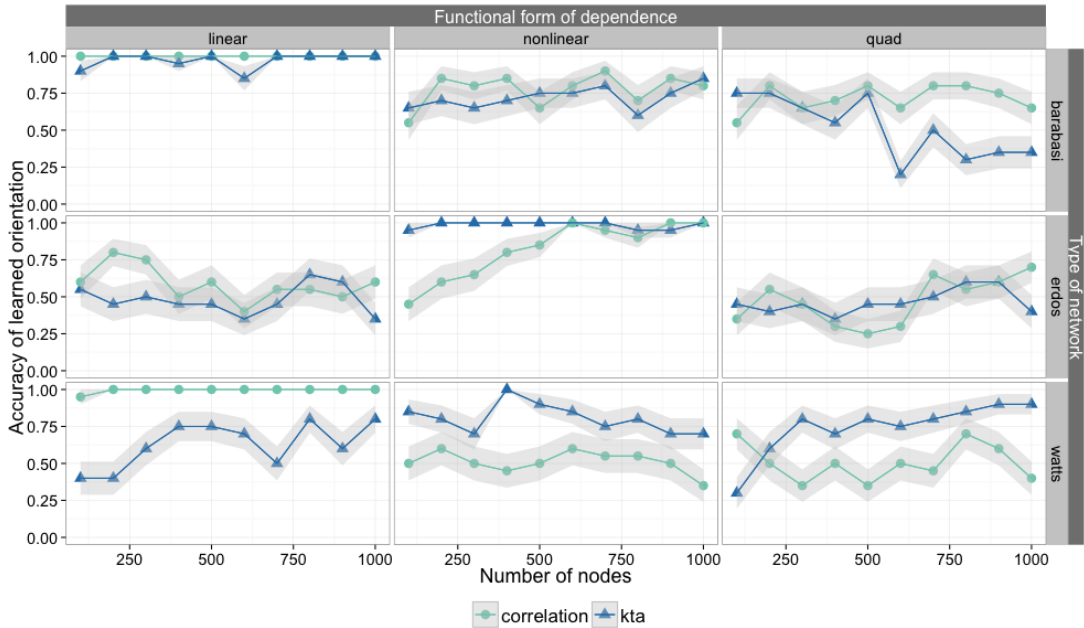 Functional form of dependence
linear nonlinear quad
Accuracy of learned orientation
1.00
0.75
0.50
0.25
0.00
barabasi
1.00
0.75
0.50
0.25
0.00
erdos
1.00
0.75
0.50
0.25
0.00
watts
Type of network
250 500 750 1000 250 500 750 1000 250 500 750 1000
Number of nodes
correlation kta